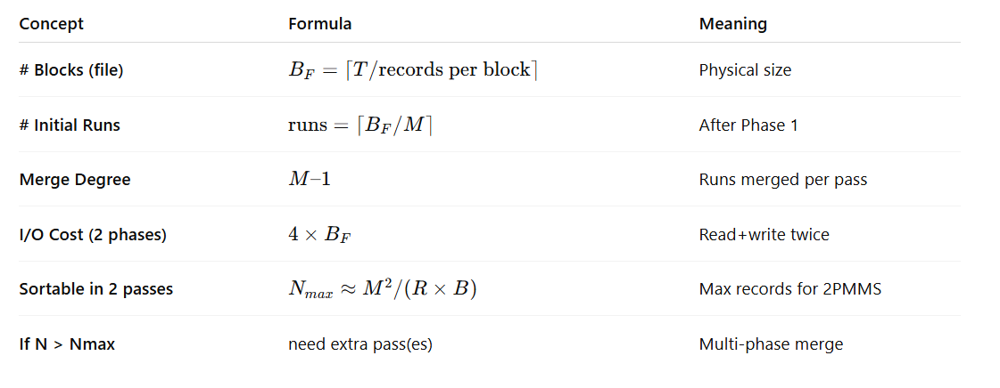 Concept Formula Meaning
# Blocks (file) B_F = ⌈T/records per block⌉ Physical size
# Initial Runs runs = ⌈B_F/M⌉ After Phase 1
Merge Degree M–1 Runs merged per pass
I/O Cost (2 phases) 4 × B_F Read+write twice
Sortable in 2 passes N_max ≈ M²/(R × B) Max records for 2PMMS
If N > Nmax need extra pass(es) Multi-phase merge